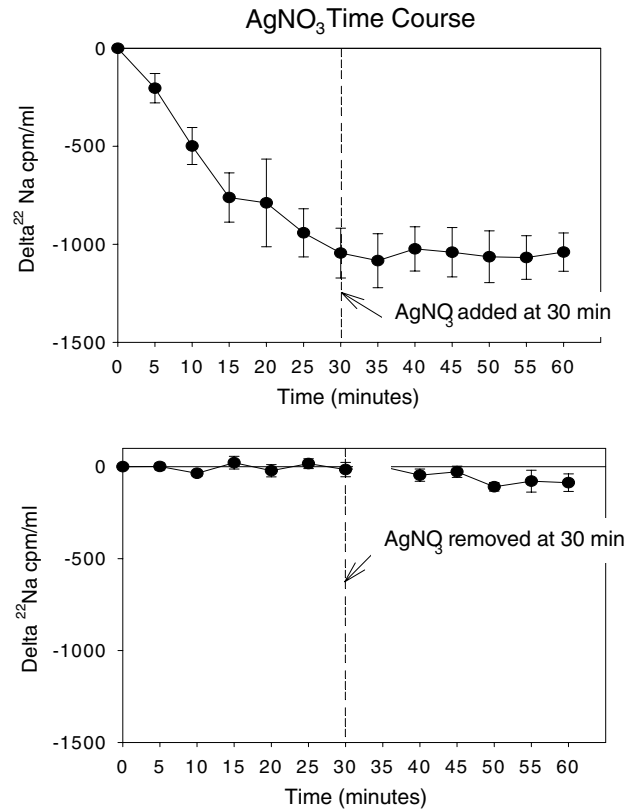 AgNO₃ Time Course
0
-500
-1000
-1500
Delta²² Na cpm/ml
AgNO₃ added at 30 min
0 5 10 15 20 25 30 35 40 45 50 55 60
Time (minutes)
0
-500
-1000
-1500
Delta ²²Na cpm/ml
AgNO₃ removed at 30 min
0 5 10 15 20 25 30 35 40 45 50 55 60
Time (minutes)